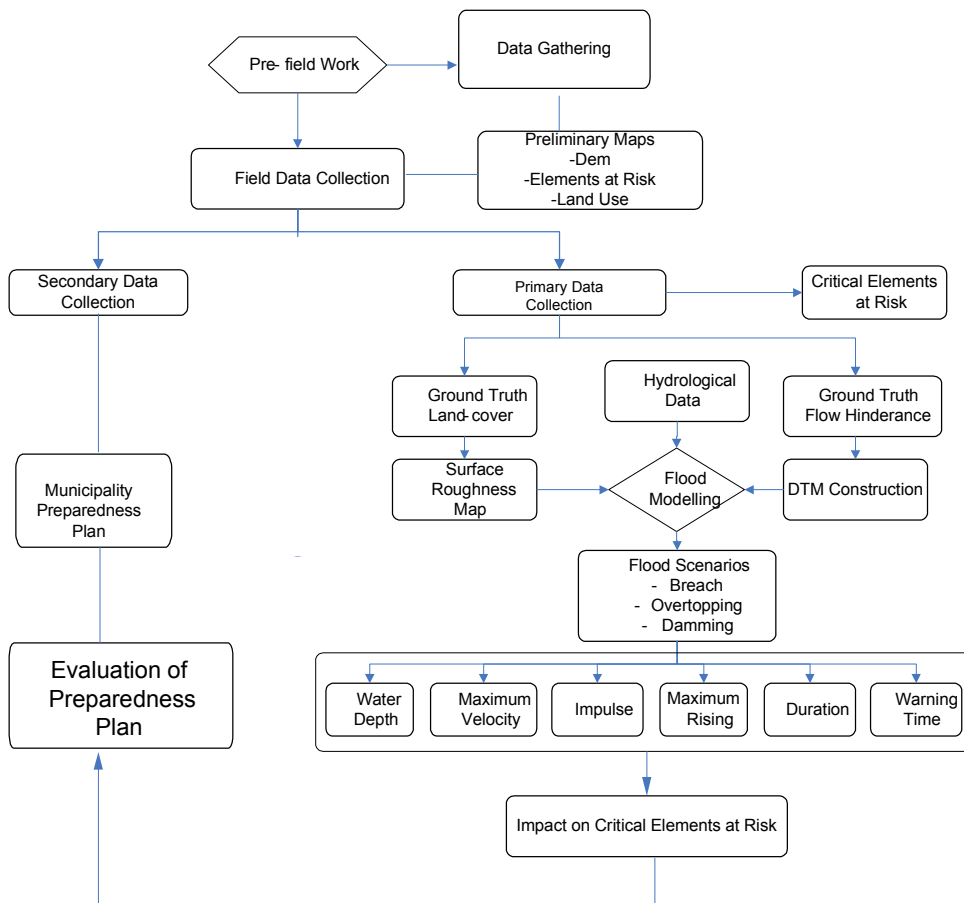 Data Gathering
Pre- field Work
Preliminary Maps
-Dem
-Elements at Risk
-Land Use
Field Data Collection
Secondary Data
Collection
Primary Data
Collection
Critical Elements
at Risk
Ground Truth
Land-cover
Hydrological
Data
Ground Truth
Flow Hinderance
Municipality
Preparedness
Plan
Surface
Roughness
Map
Flood
Modelling
DTM Construction
Flood Scenarios
- Breach
- Overtopping
- Damming
Evaluation of
Preparedness
Plan
Water
Depth
Maximum
Velocity
Impulse
Maximum
Rising
Duration
Warning
Time
Impact on Critical Elements at Risk